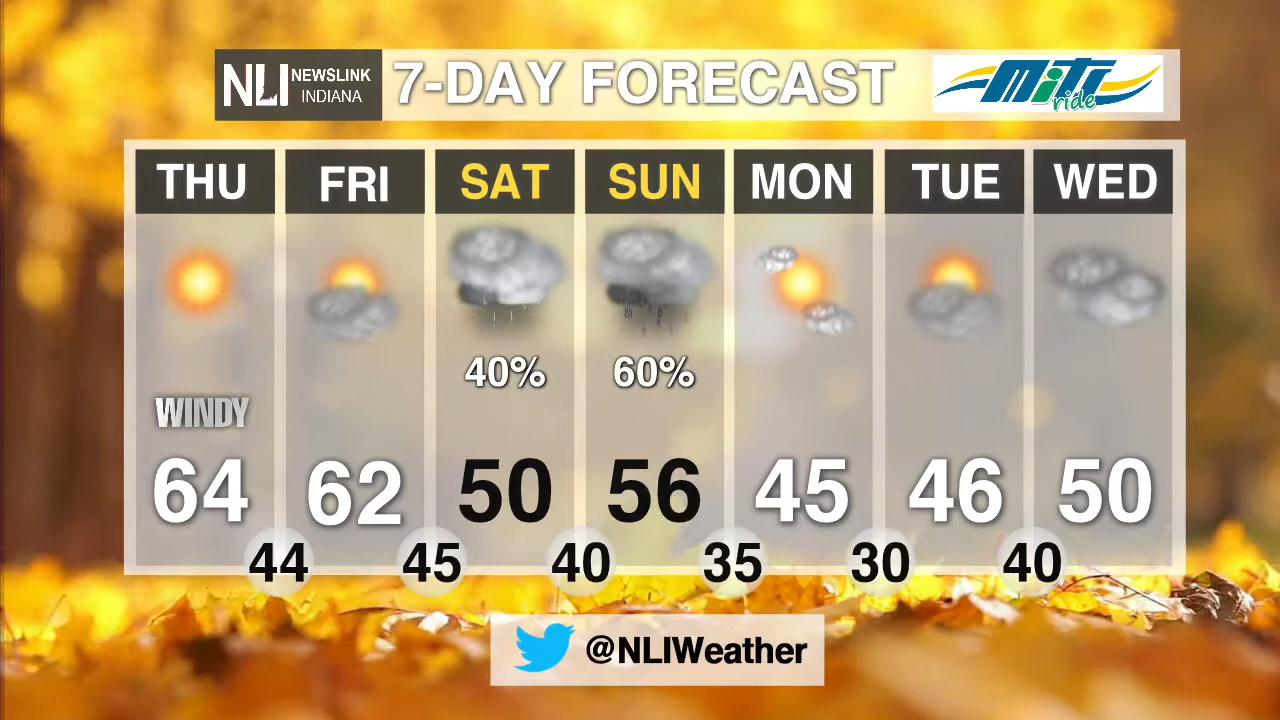 NLI NEWSLINK INDIANA 7-DAY FORECAST MiTS ride
THU FRI SAT SUN MON TUE WED
40% 60%
WINDY
64 62 50 56 45 46 50
44 45 40 35 30 40
@NLIWeather